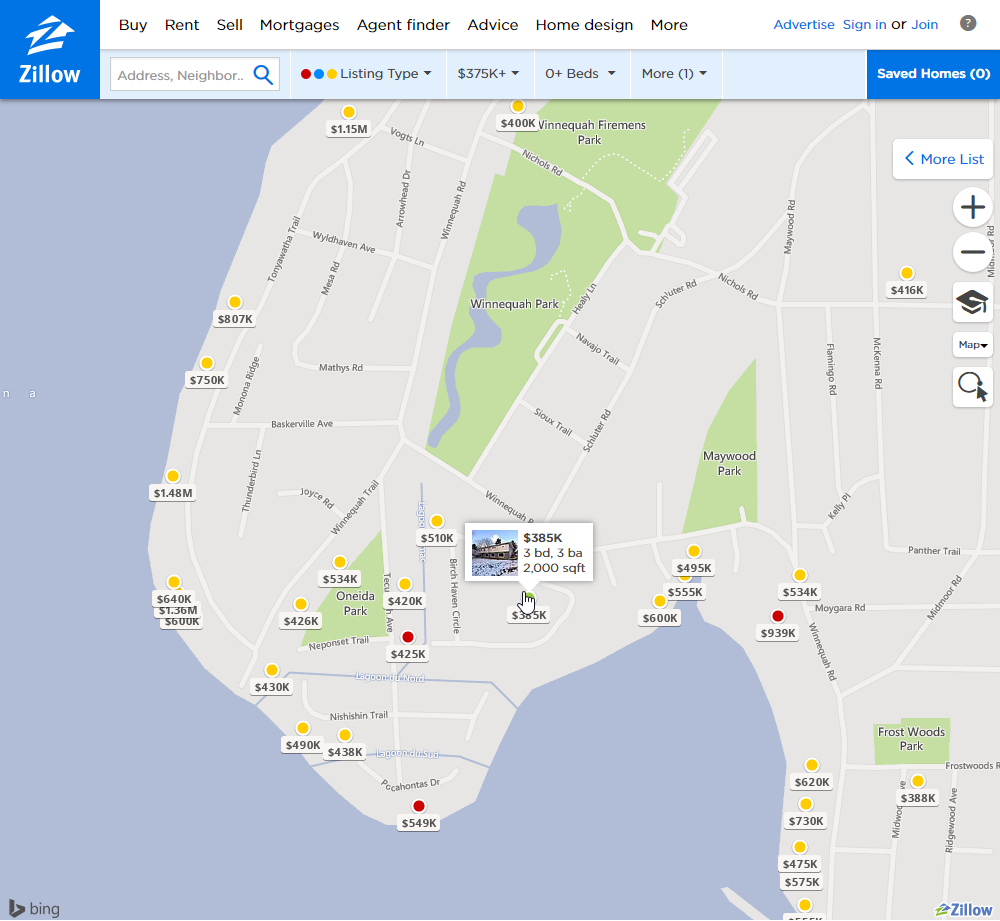 Zillow
Buy Rent Sell Mortgages Agent finder Advice Home design More
Advertise Sign in or Join ?
Address, Neighbor..
Listing Type
$375K+
0+ Beds
More (1)
Saved Homes (0)
$1.15M
$400K
Winnequah Firemens
Park
Vogts Ln
Nichols Rd
More List
Arrowhead Dr
Winnequah Rd
Maywood Rd
Tonyawatha Trail
Wyldhaven Ave
Mesa Rd
$416K
Schluter Rd
Nichols Rd
Healy Ln
$807K
Winnequah Park
Map
Navajo Trail
$750K
Monona Ridge
Mathys Rd
Flamingo Rd
McKenna Rd
n a
Baskerville Ave
Sioux Trail
Schluter Rd
Maywood
Park
Thunderbird Ln
$1.48M
Joyce Rd
Winnequah Trail
Kelly Pl
$510K
$385K
3 bd, 3 ba
2,000 sqft
$495K
Panther Trail
$534K
$555K
$534K
$640K
$1.36M
$600K
Oneida
Park
$420K
Birch Haven Circle
$385K
$600K
Moygara Rd
Midmoor Rd
$426K
$939K
Neponset Trail
$425K
Winnequah Rd
$430K
Lagoon du Nord
Nishishin Trail
$490K
$438K
Lagoon du Sud
Frost Woods
Park
Pocahontas Dr
$620K
$388K
$549K
$730K
Ridgewood Ave
$475K
$575K
bing
Zillow